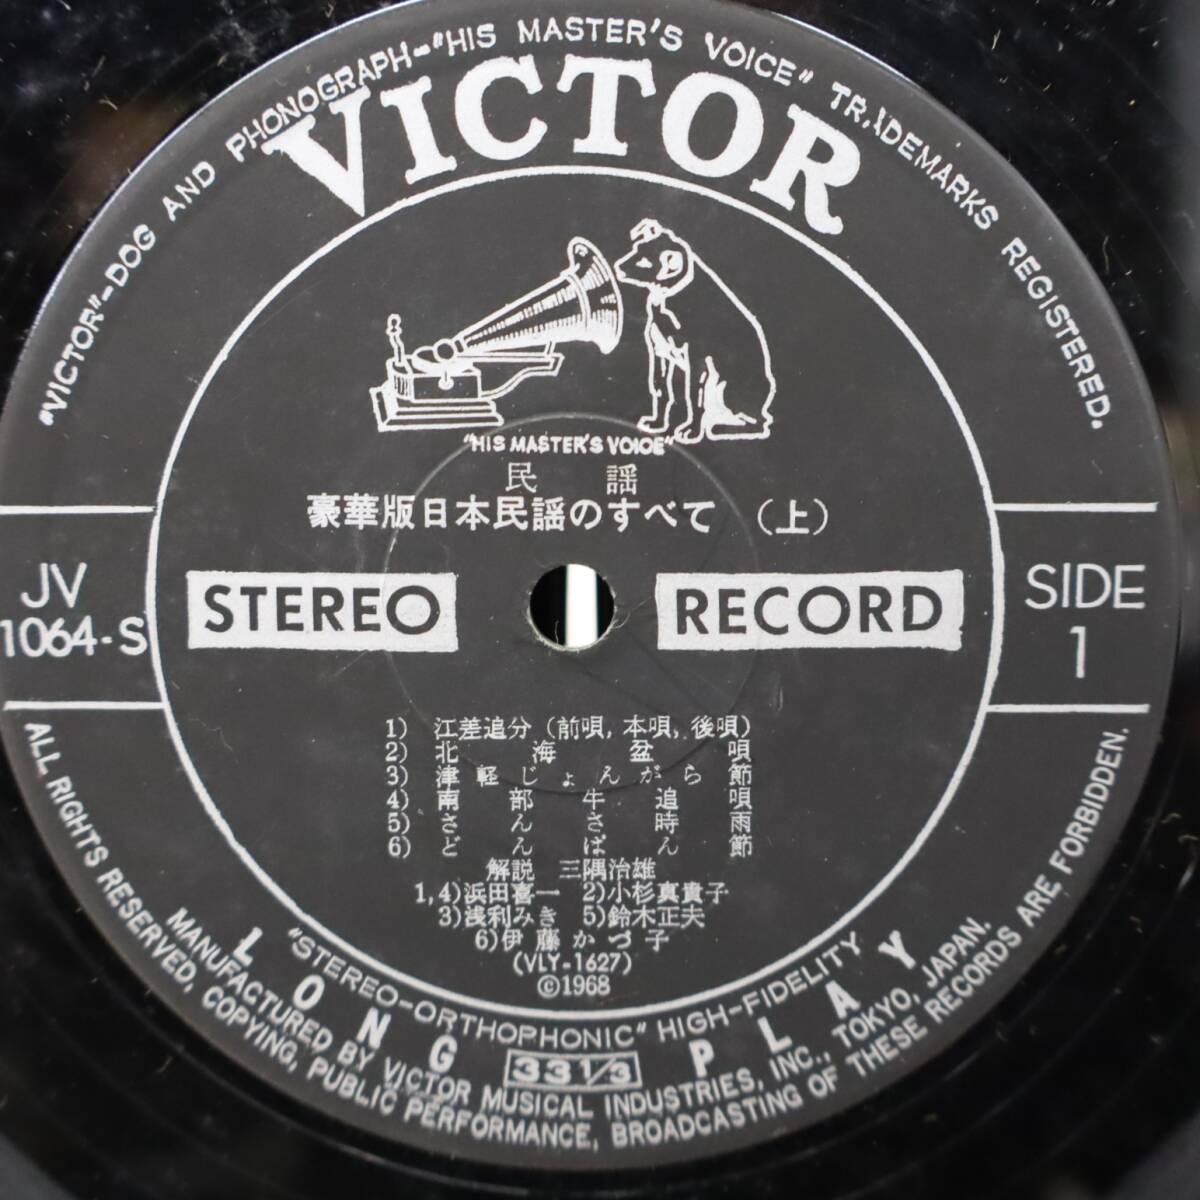 "VICTOR"-DOG AND PHONOGRAPH-"HIS MASTER'S VOICE" TRADEMARKS REGISTERED.
VICTOR
"HIS MASTER'S VOICE"
民 謡
豪華版日本民謡のすべて (上)
JV
1064-S
STEREO RECORD
SIDE
1
1) 江差追分 (前唄, 本唄, 後唄)
2) 北海盆唄
3) 津軽じょんがら節
4) 南部牛追唄
5) さんさ時雨
6) どんぱん節
解説 三隅治雄
1,4)浜田喜一 2)小杉真貴子
3)浅利みき 5)鈴木正夫
6)伊藤かづ子
(VLY-1627)
©1968
"STEREO-ORTHOPHONIC" HIGH-FIDELITY
LONG 33 1/3 PLAY
MANUFACTURED BY VICTOR MUSICAL INDUSTRIES, INC., TOKYO, JAPAN.
ALL RIGHTS RESERVED, COPYING, PUBLIC PERFORMANCE, BROADCASTING OF THESE RECORDS ARE FORBIDDEN.